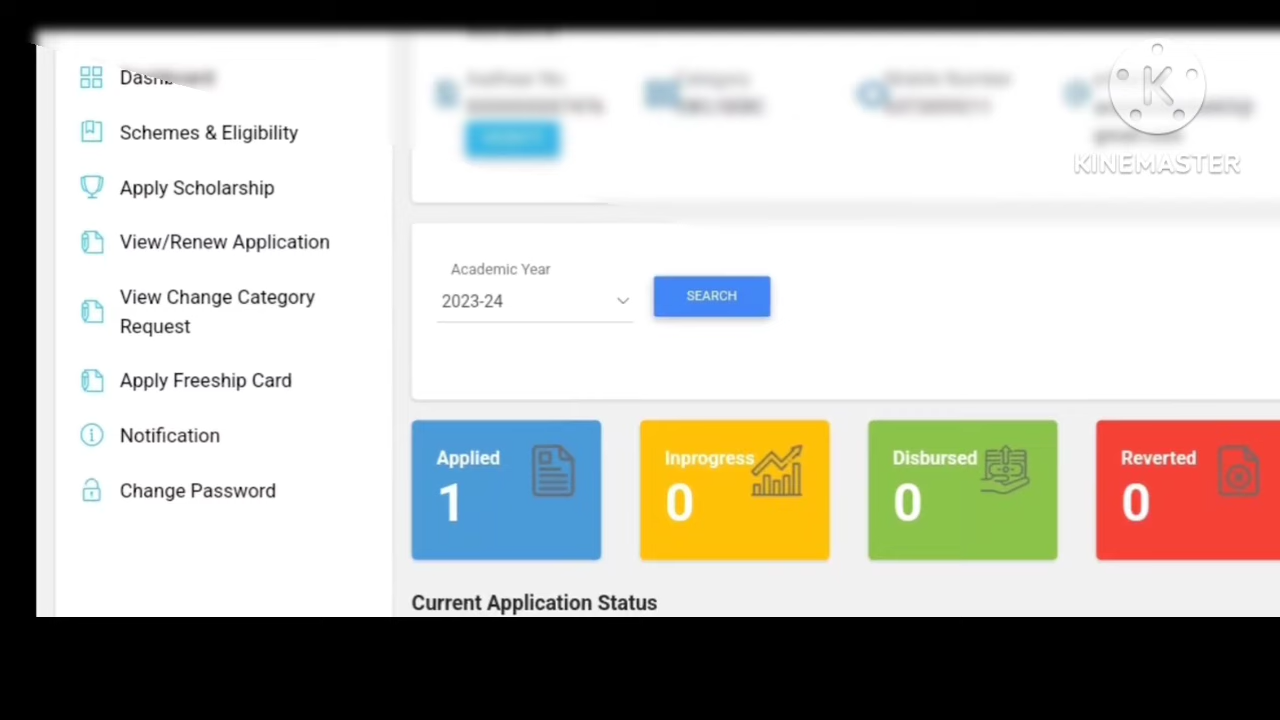 Dashboard
Schemes & Eligibility
Apply Scholarship
View/Renew Application
View Change Category
Request
Apply Freeship Card
Notification
Change Password
KINEMASTER
Academic Year
2023-24
SEARCH
Applied
1
Inprogress
0
Disbursed
0
Reverted
0
Current Application Status